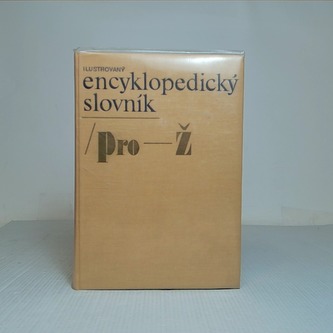 ILUSTROVANÝ
encyklopedický
slovník
/pro—Ž